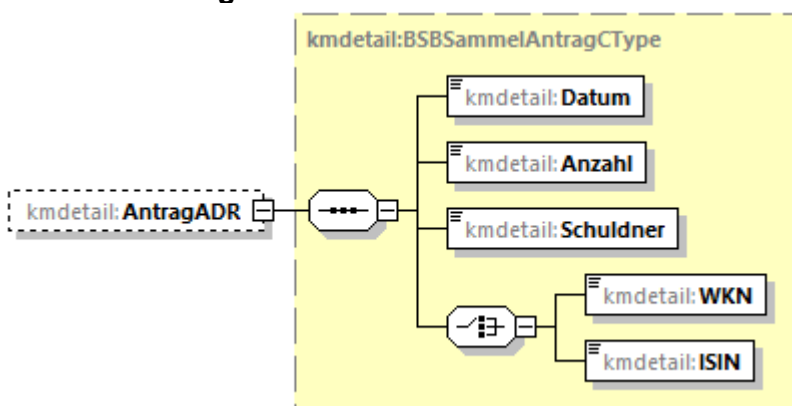 kmdetail:BSBSammelAntragCType
kmdetail:Datum
kmdetail:Anzahl
kmdetail:AntragADR
kmdetail:Schuldner
kmdetail:WKN
kmdetail:ISIN